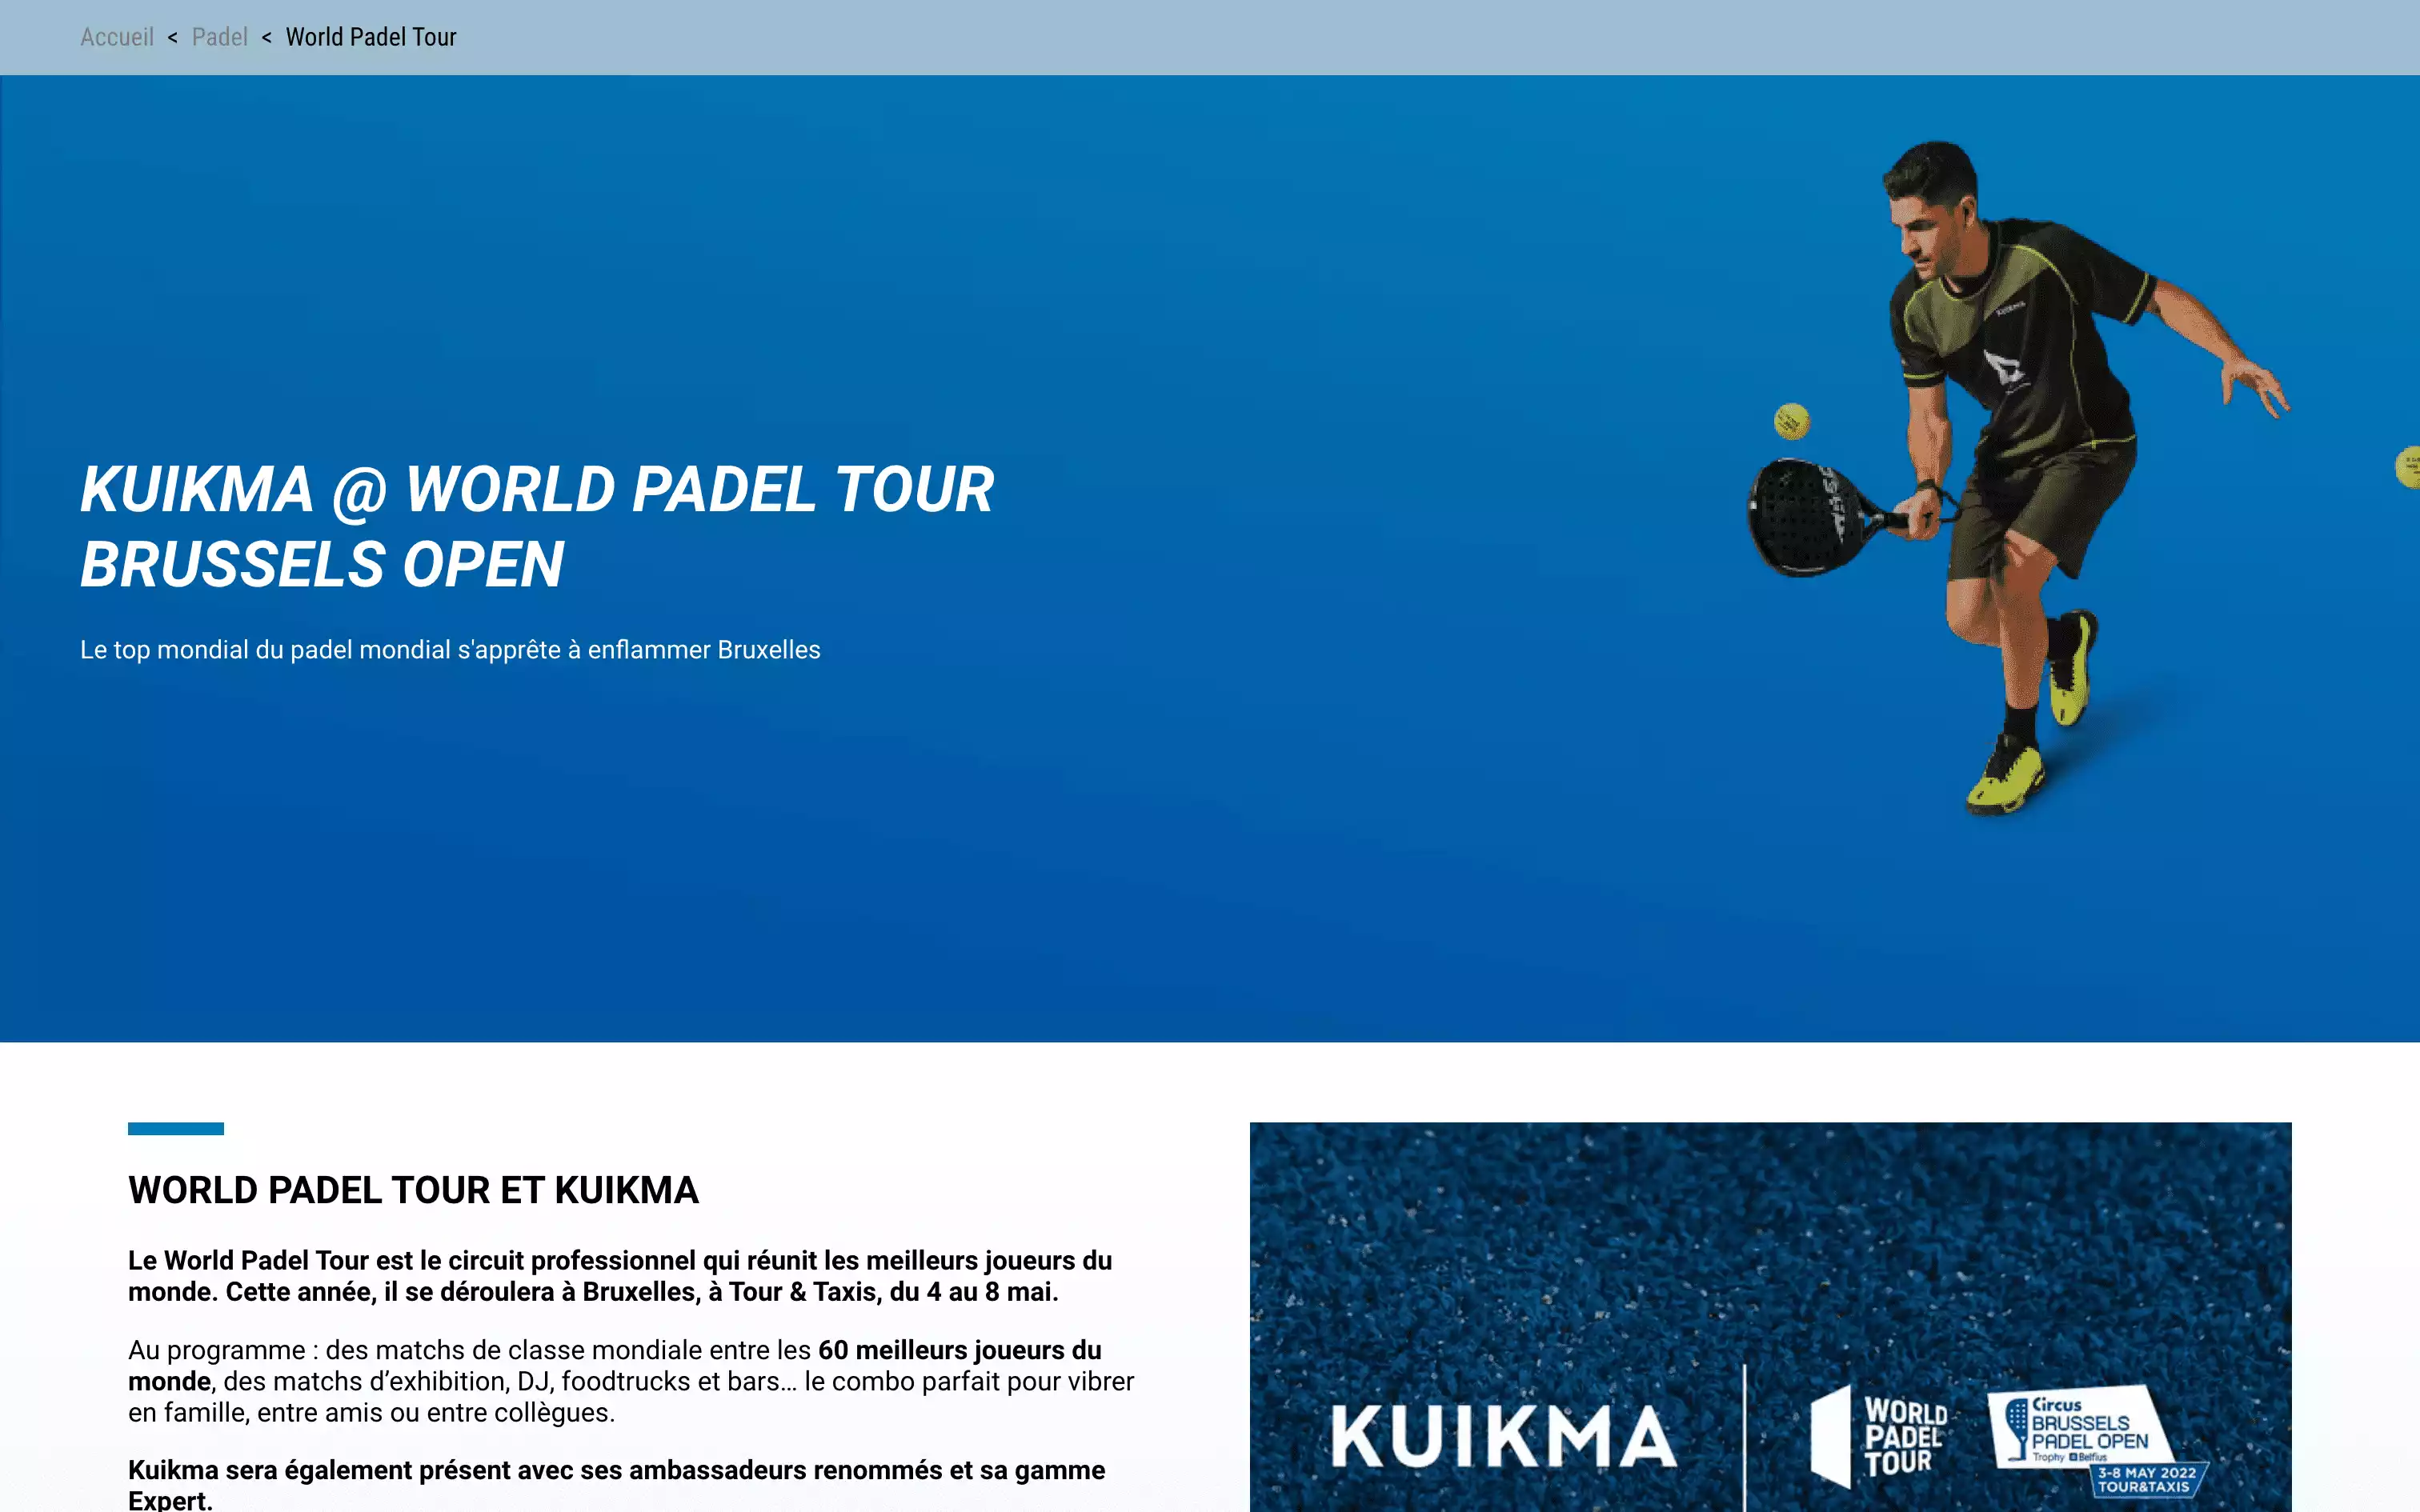 Accueil < Padel < World Padel Tour
KUIKMA @ WORLD PADEL TOUR
BRUSSELS OPEN
Le top mondial du padel mondial s'apprête à enflammer Bruxelles
WORLD PADEL TOUR ET KUIKMA
Le World Padel Tour est le circuit professionnel qui réunit les meilleurs joueurs du
monde. Cette année, il se déroulera à Bruxelles, à Tour & Taxis, du 4 au 8 mai.
Au programme : des matchs de classe mondiale entre les 60 meilleurs joueurs du
monde, des matchs d’exhibition, DJ, foodtrucks et bars… le combo parfait pour vibrer
en famille, entre amis ou entre collègues.
Kuikma sera également présent avec ses ambassadeurs renommés et sa gamme
Expert.
KUIKMA
WORLD
PADEL
TOUR
Circus
BRUSSELS
PADEL OPEN
Trophy Belfius
3-8 MAY 2022
TOUR&TAXIS